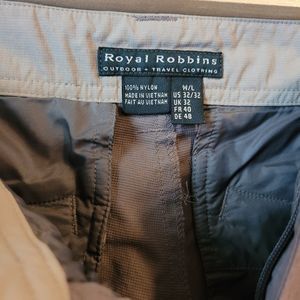 Royal Robbins
OUTDOOR + TRAVEL CLOTHING
100% NYLON
MADE IN VIETNAM
FAIT AU VIETNAM
W/L
US 32/32
UK 32
FR 40
DE 48